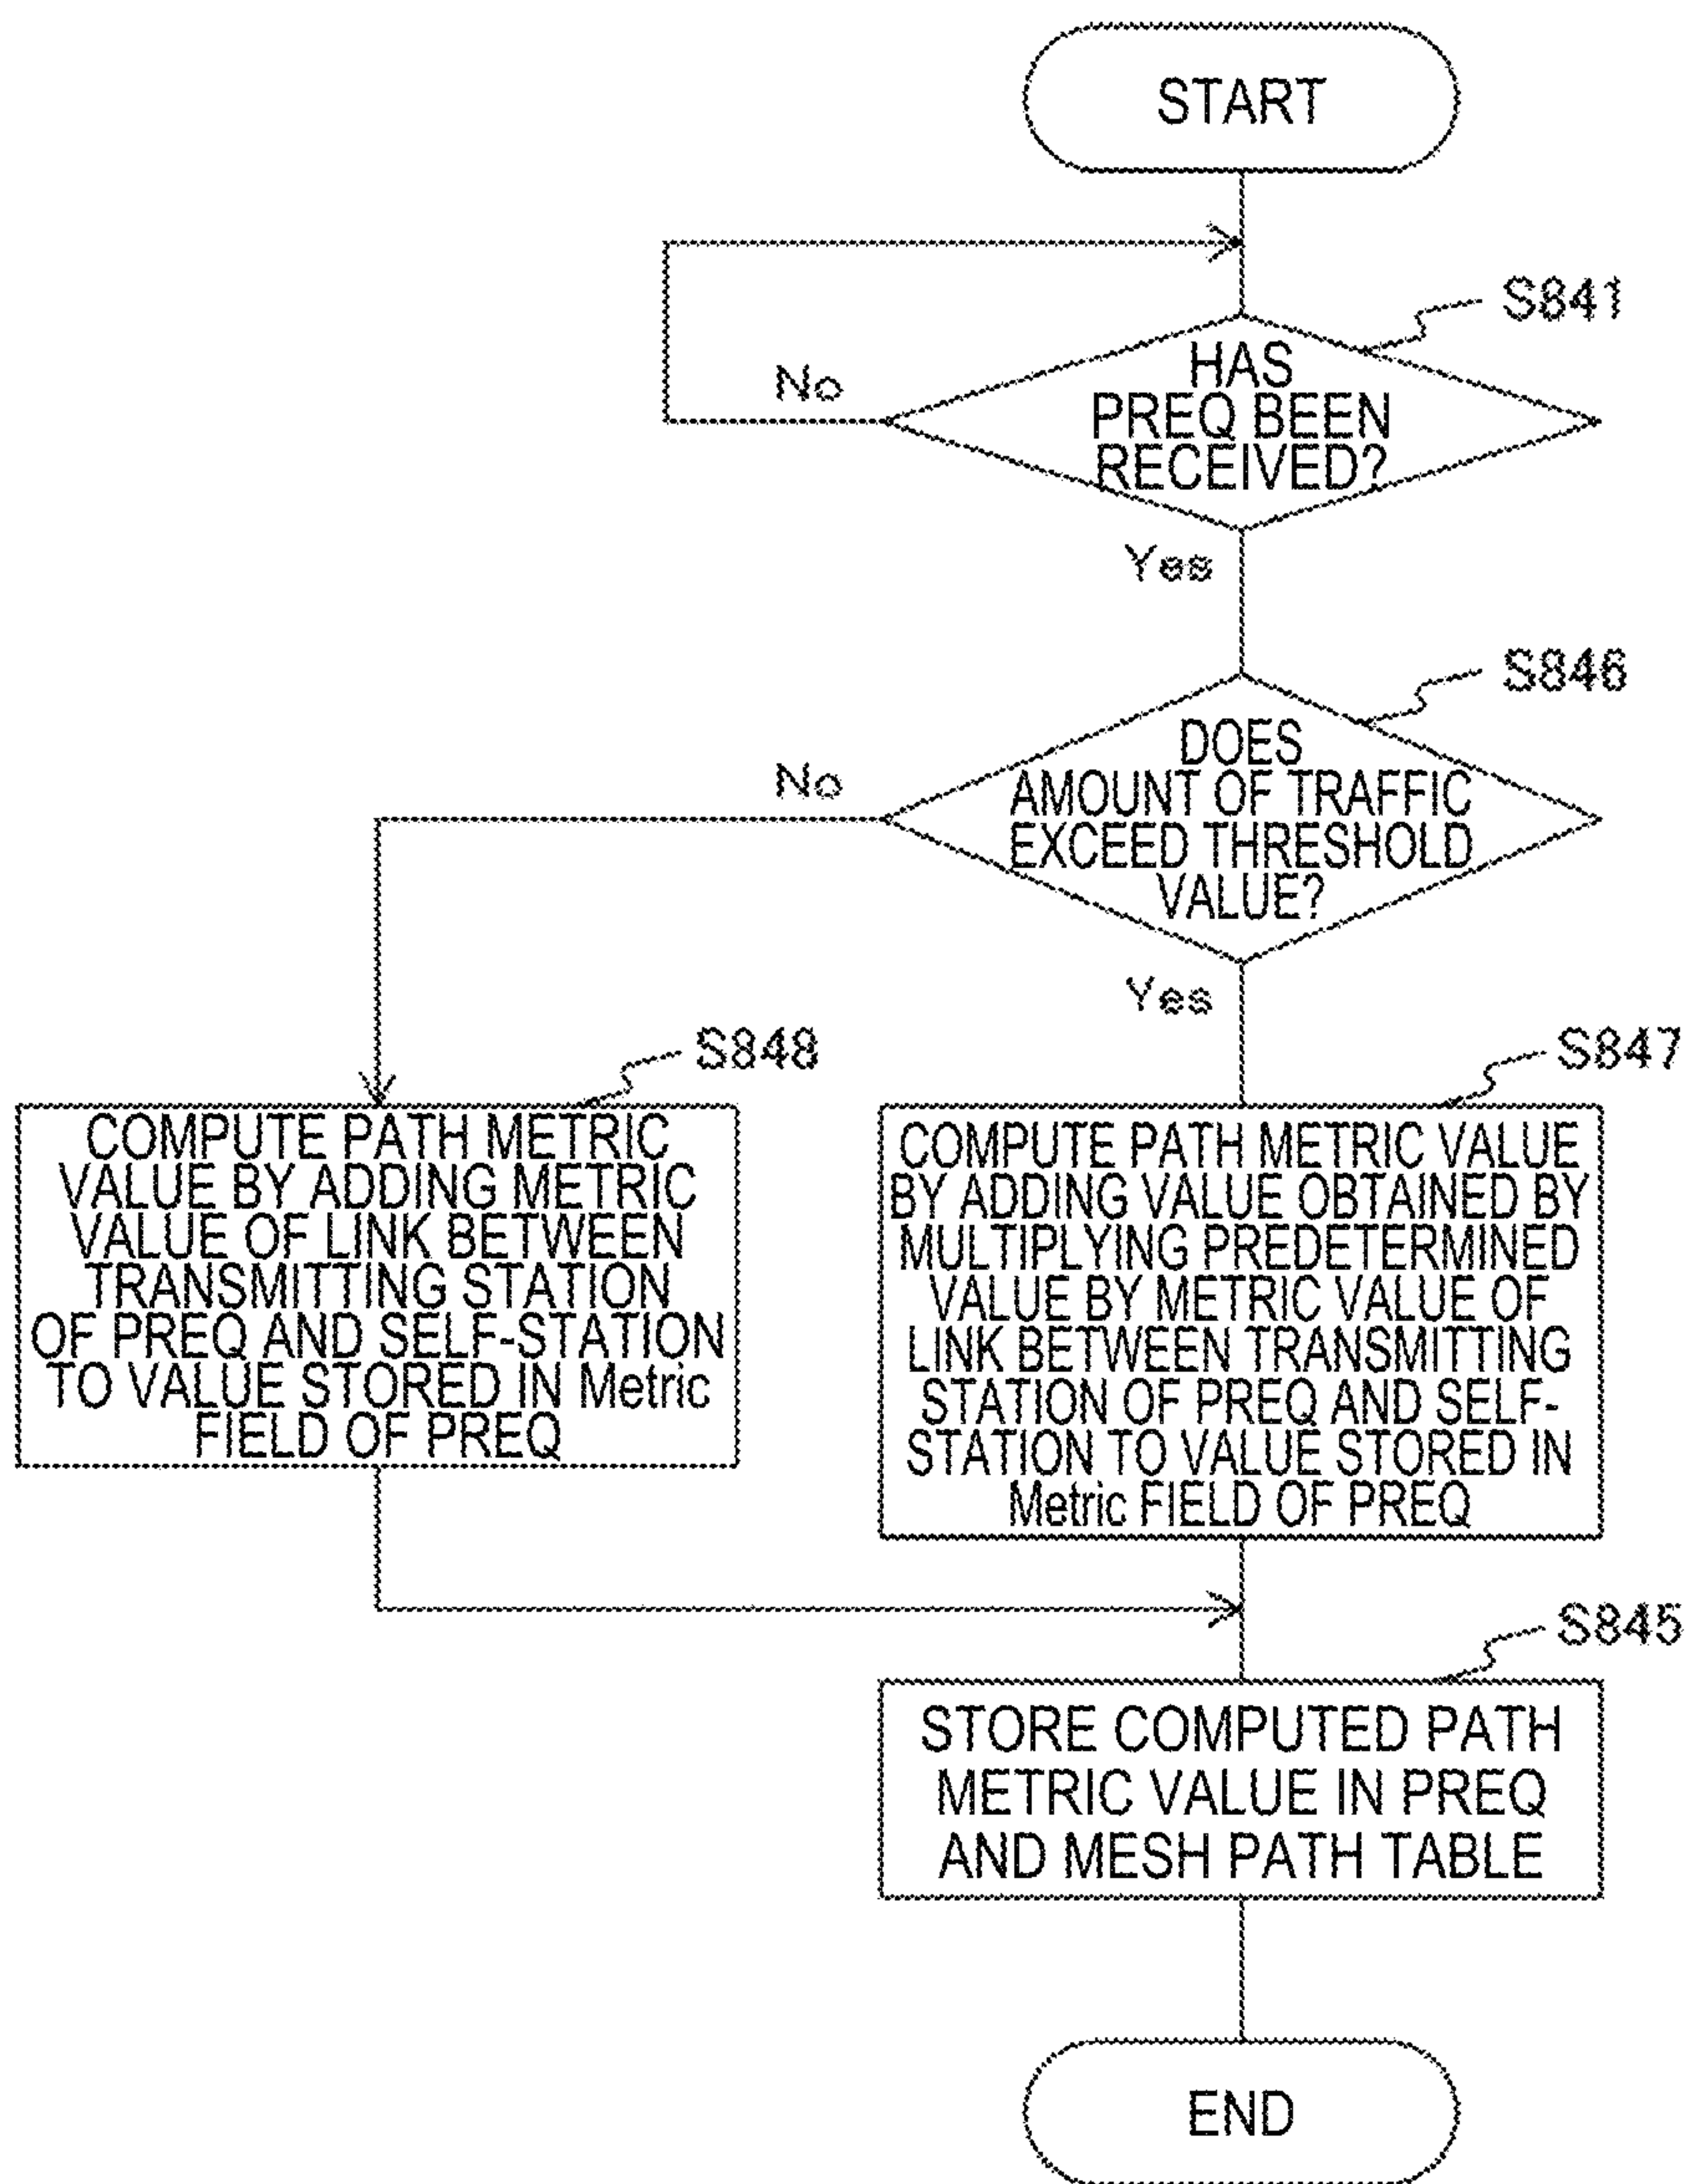 START
S841
HAS
PREQ BEEN
RECEIVED?
No
Yes
S846
DOES
AMOUNT OF TRAFFIC
EXCEED THRESHOLD
VALUE?
No
Yes
S848
COMPUTE PATH METRIC
VALUE BY ADDING METRIC
VALUE OF LINK BETWEEN
TRANSMITTING STATION
OF PREQ AND SELF-STATION
TO VALUE STORED IN Metric
FIELD OF PREQ
S847
COMPUTE PATH METRIC VALUE
BY ADDING VALUE OBTAINED BY
MULTIPLYING PREDETERMINED
VALUE BY METRIC VALUE OF
LINK BETWEEN TRANSMITTING
STATION OF PREQ AND SELF-
STATION TO VALUE STORED IN
Metric FIELD OF PREQ
S845
STORE COMPUTED PATH
METRIC VALUE IN PREQ
AND MESH PATH TABLE
END